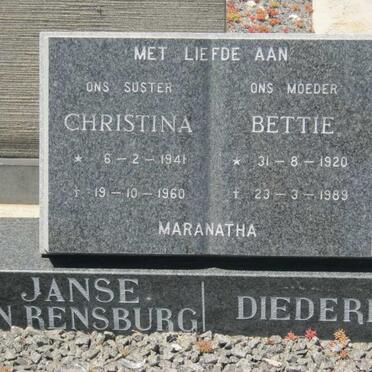 MET LIEFDE AAN
ONS SUSTER ONS MOEDER
CHRISTINA BETTIE
* 6-2-1941 * 31-8-1920
† 19-10-1960 † 23-3-1989
MARANATHA
JANSE
RENSBURG